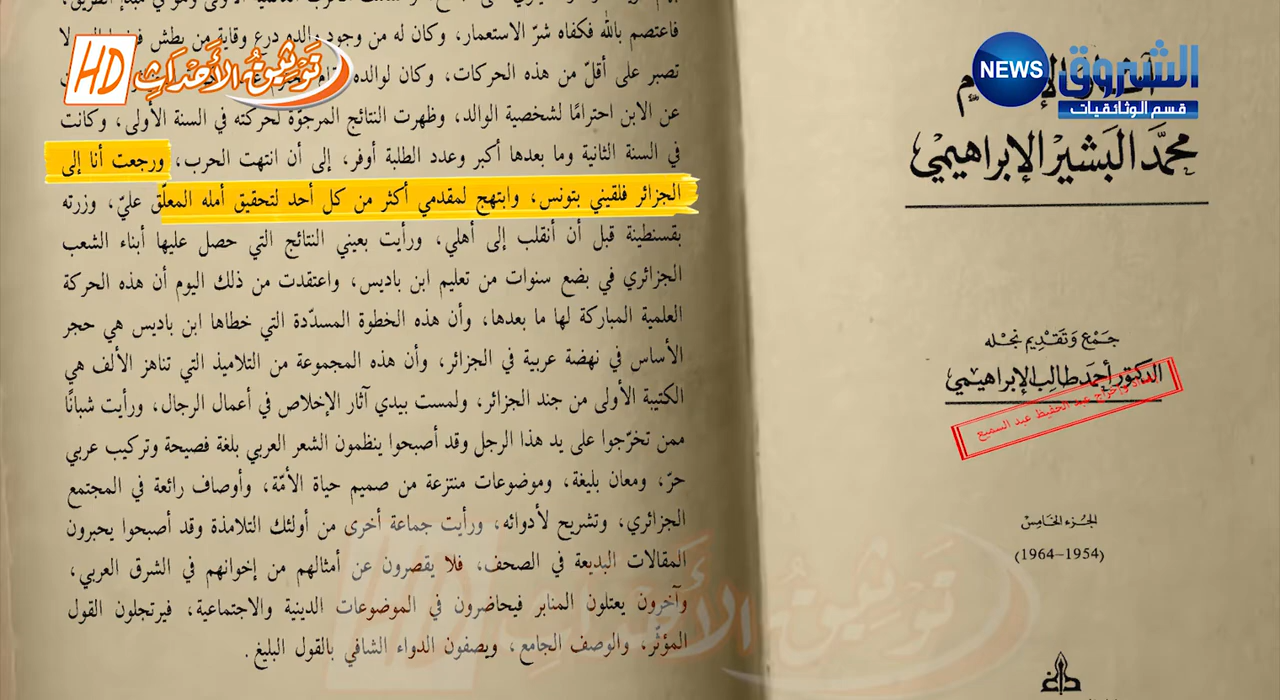 فاعتصم بالله فكفاه شرّ الاستعمار، وكان له من وجود والده درع وقاية من بطش
تصبر على أقلّ من هذه الحركات، وكان لوالده
عن الابن احترامًا لشخصية الوالد، وظهرت النتائج المرجوّة لحركته في السنة الأولى، وكانت
في السنة الثانية وما بعدها أكبر وعدد الطلبة أوفر، إلى أن انتهت الحرب، ورجعت أنا إلى
الجزائر فلقيني بتونس، وابتهج لمقدمي أكثر من كل أحد لتحقيق أمله المعلّق عليّ، وزرته
بقسنطينة قبل أن أنقلب إلى أهلي، ورأيت بعيني النتائج التي حصل عليها أبناء الشعب
الجزائري في بضع سنوات من تعليم ابن باديس، واعتقدت من ذلك اليوم أن هذه الحركة
العلمية المباركة لها ما بعدها، وأن هذه الخطوة المسدّدة التي خطاها ابن باديس هي حجر
الأساس في نهضة عربية في الجزائر، وأن هذه المجموعة من التلاميذ التي تناهز الألف هي
الكتيبة الأولى من جند الجزائر، ولمست بيدي آثار الإخلاص في أعمال الرجال، ورأيت شبانًا
ممن تخرّجوا على يد هذا الرجل وقد أصبحوا ينظمون الشعر العربي بلغة فصيحة وتركيب عربي
حرّ، ومعان بليغة، وموضوعات منتزعة من صميم حياة الأمّة، وأوصاف رائعة في المجتمع
الجزائري، وتشريح لأدوائه، ورأيت جماعة أخرى من أولئك التلامذة وقد أصبحوا يحبرون
المقالات البديعة في الصحف، فلا يقصرون عن أمثالهم من إخوانهم في الشرق العربي،
وآخرون يعتلون المنابر فيحاضرون في الموضوعات الدينية والاجتماعية، فيرتجلون القول
المؤثّر، والوصف الجامع، ويصفون الدواء الشافي بالقول البليغ.
HD توثيق الأحداث
الشروق NEWS
قسم الوثائقيات
محمّد البشير الإبراهيمي
جمع وتقديم نجله
الدكتور أحمد طالب الإبراهيمي
إعداد وإخراج عبد الحفيظ عبد السميع
الجزء الخامس
(1954–1964)
توثيق الأحداث